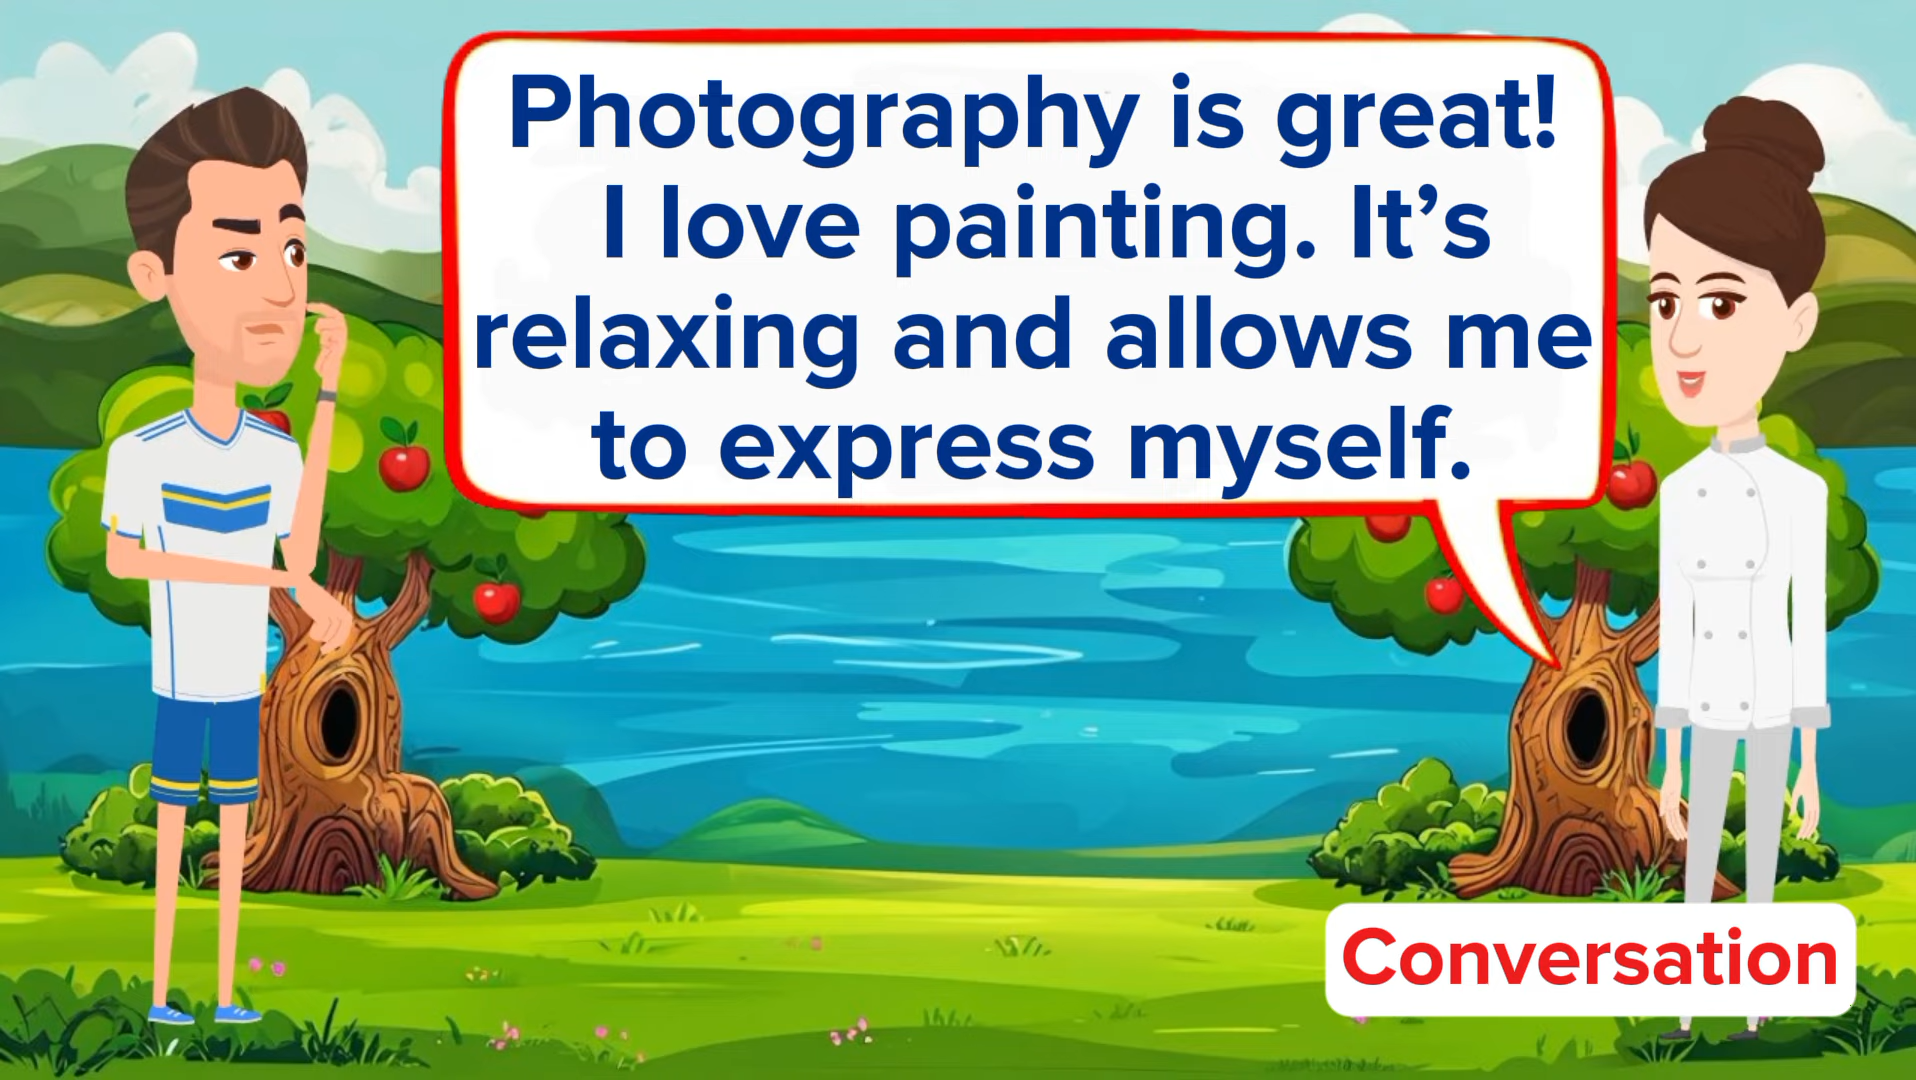 Photography is great!
I love painting. It’s
relaxing and allows me
to express myself.
Conversation